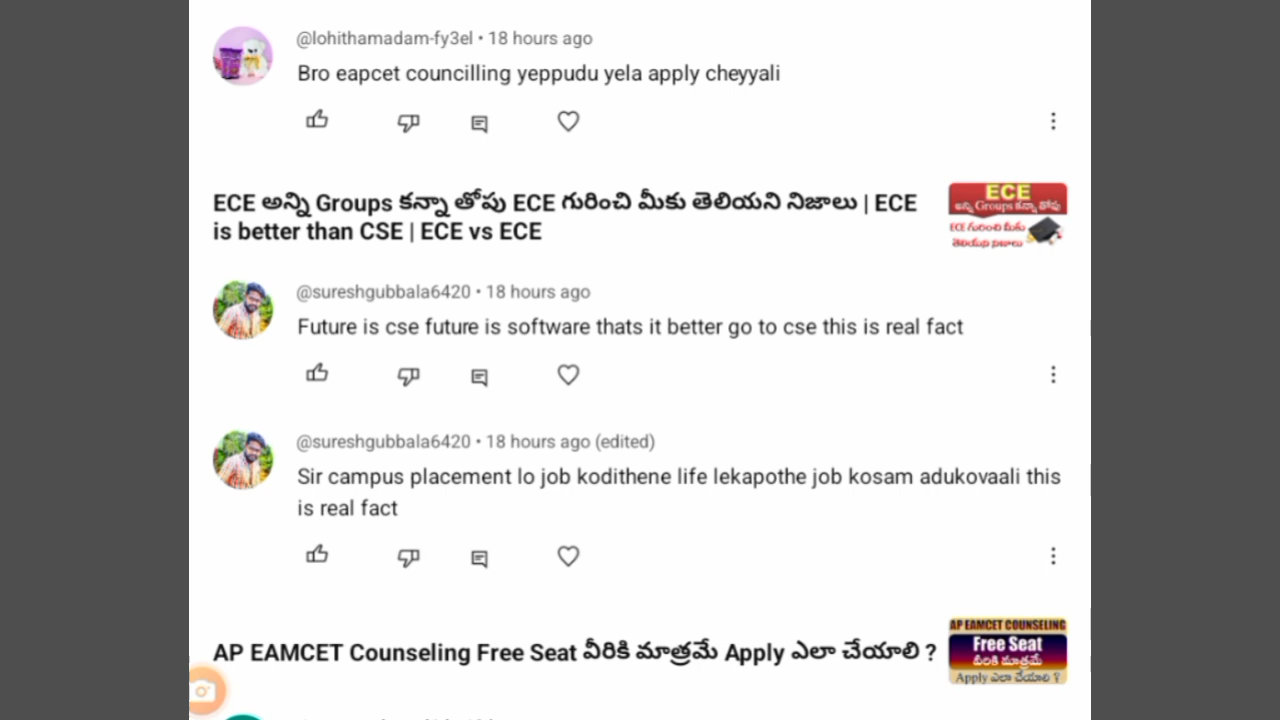 @lohithamadam-fy3el • 18 hours ago
Bro eapcet councilling yeppudu yela apply cheyyali
ECE అన్ని Groups కన్నా తోపు ECE గురించి మీకు తెలియని నిజాలు | ECE
is better than CSE | ECE vs ECE
ECE
అన్ని Groups కన్నా తోపు
ECE గురించి మీకు
తెలియని నిజాలు
@sureshgubbala6420 • 18 hours ago
Future is cse future is software thats it better go to cse this is real fact
@sureshgubbala6420 • 18 hours ago (edited)
Sir campus placement lo job kodithene life lekapothe job kosam adukovaali this
is real fact
AP EAMCET Counseling Free Seat వీరికి మాత్రమే Apply ఎలా చేయాలి ?
AP EAMCET COUNSELING
Free Seat
వీరికి మాత్రమే
Apply ఎలా చేయాలి ?